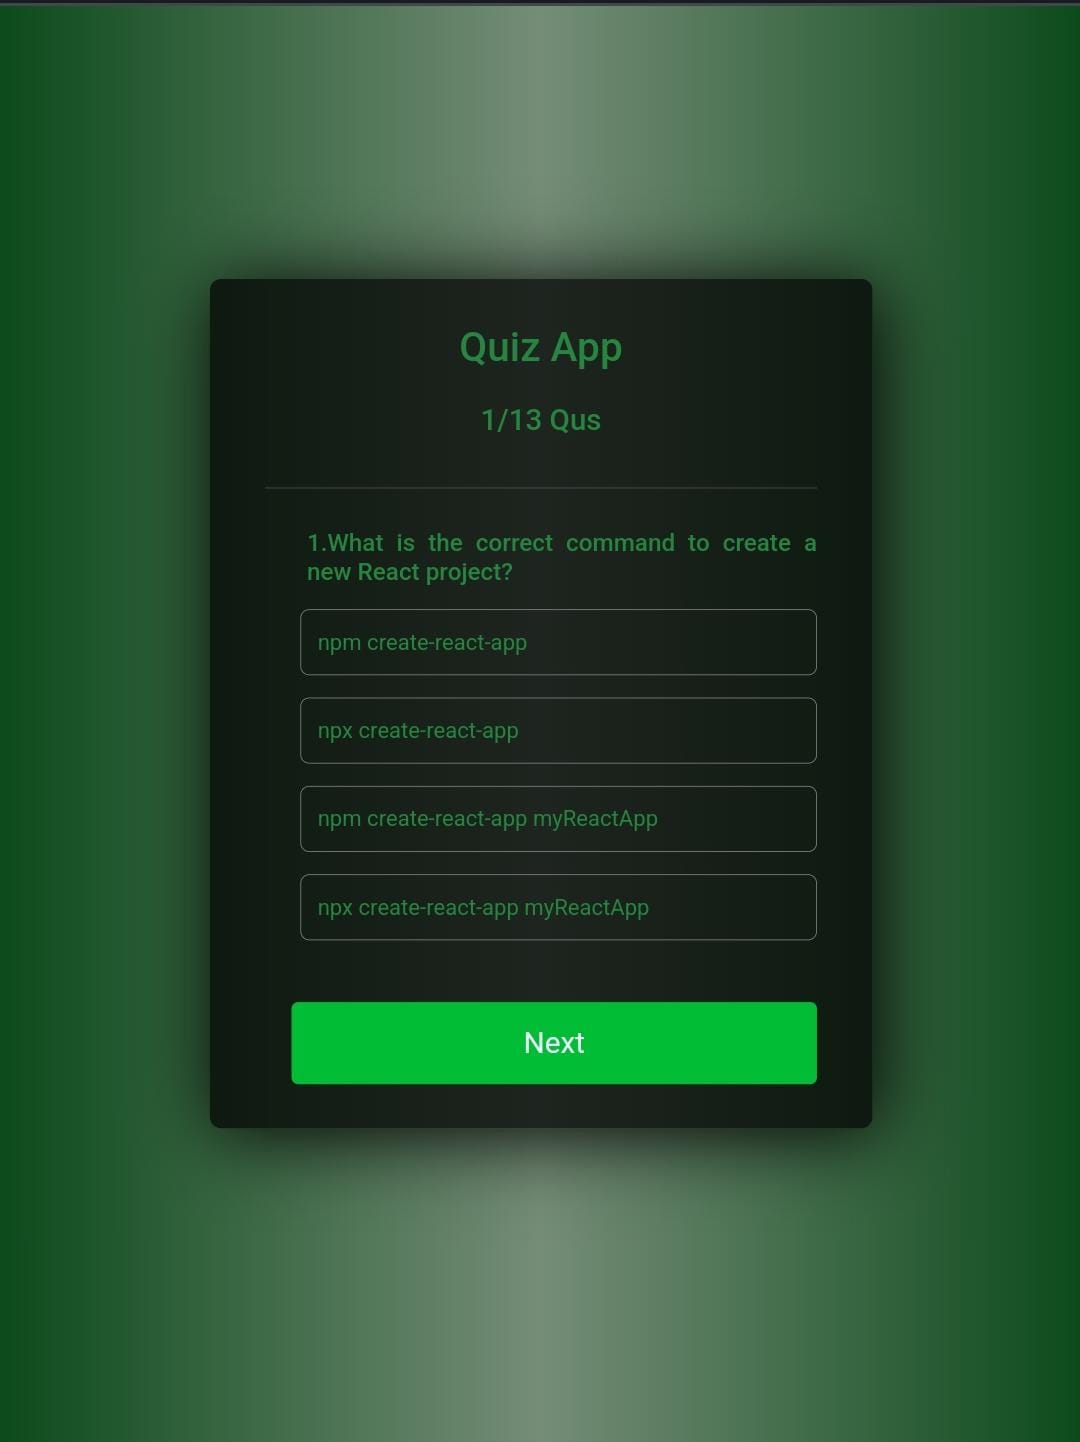 Quiz App
1/13 Qus
1.What is the correct command to create a
new React project?
npm create-react-app
npx create-react-app
npm create-react-app myReactApp
npx create-react-app myReactApp
Next